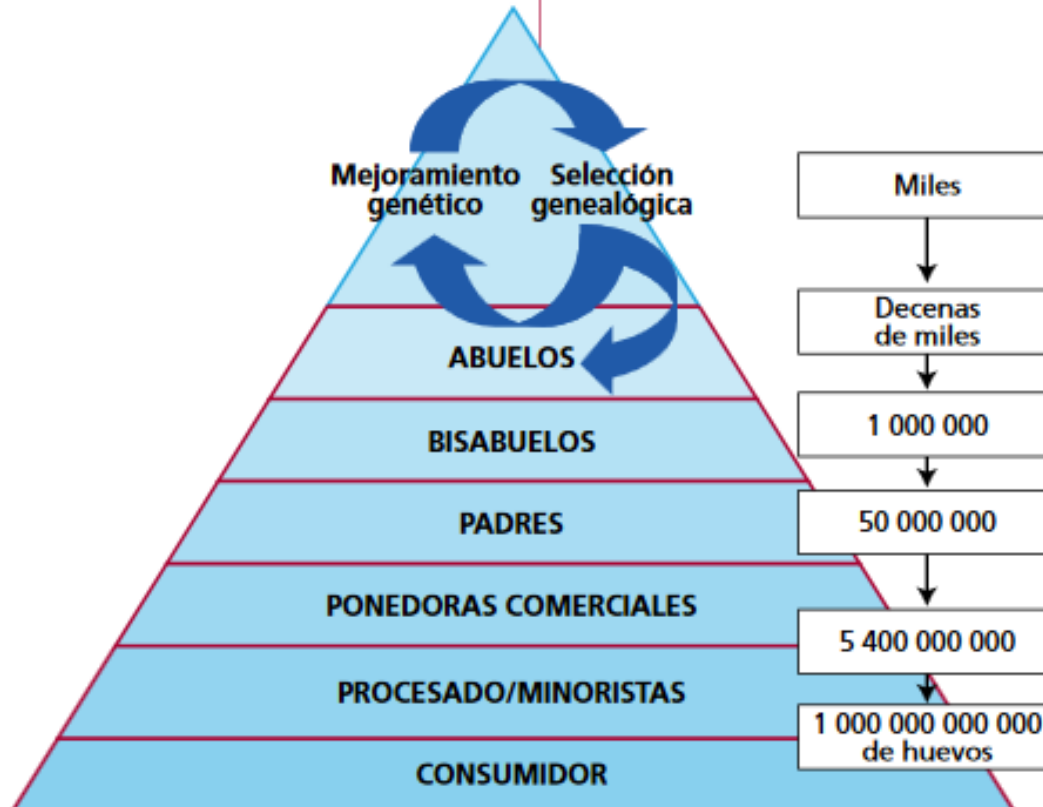 Mejoramiento
genético
Selección
genealógica
ABUELOS
BISABUELOS
PADRES
PONEDORAS COMERCIALES
PROCESADO/MINORISTAS
CONSUMIDOR
Miles
Decenas
de miles
1 000 000
50 000 000
5 400 000 000
1 000 000 000 000
de huevos